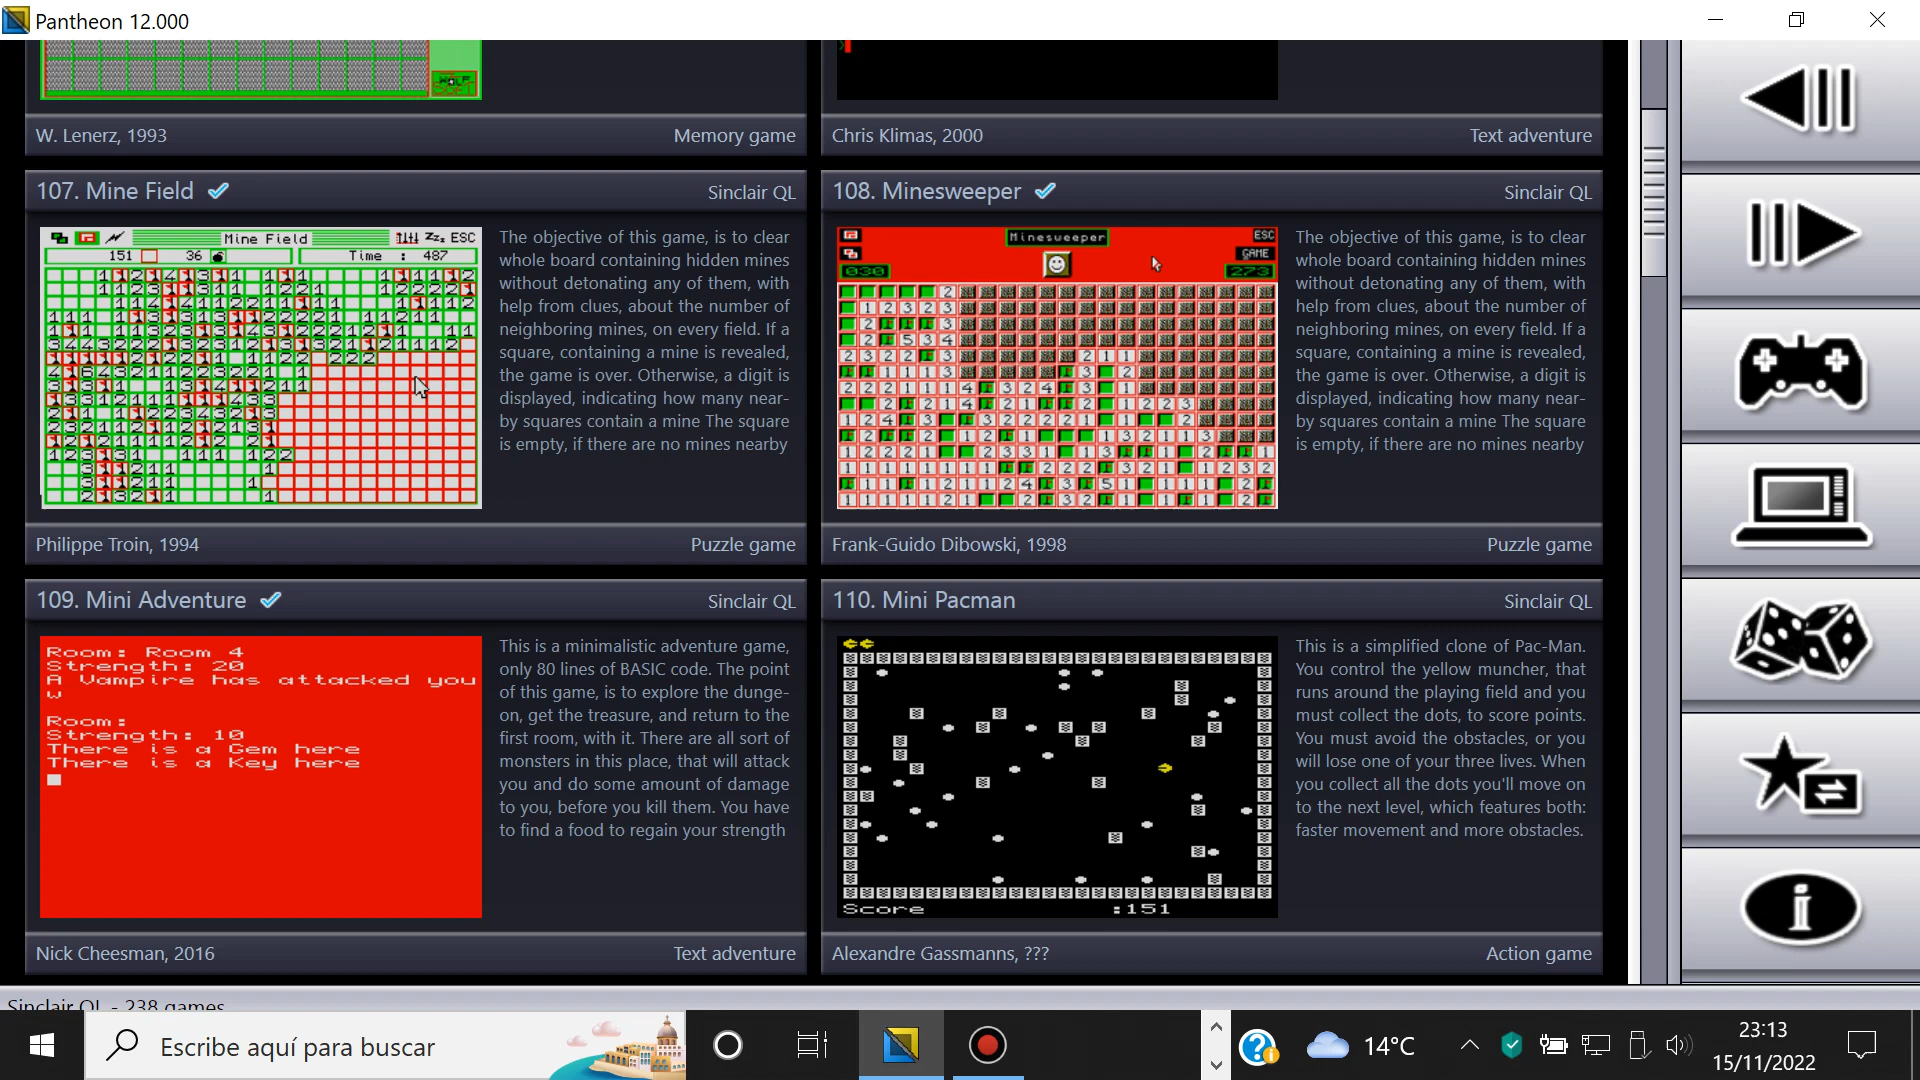 Pantheon 12.000
W. Lenerz, 1993
Memory game
Chris Klimas, 2000
Text adventure
107. Mine Field
Sinclair QL
Mine Field
ESC
151
36
Time : 487
The objective of this game, is to clear
whole board containing hidden mines
without detonating any of them, with
help from clues, about the number of
neighboring mines, on every field. If a
square, containing a mine is revealed,
the game is over. Otherwise, a digit is
displayed, indicating how many near-
by squares contain a mine The square
is empty, if there are no mines nearby
Philippe Troin, 1994
Puzzle game
108. Minesweeper
Sinclair QL
Minesweeper
ESC
GAME
030
273
The objective of this game, is to clear
whole board containing hidden mines
without detonating any of them, with
help from clues, about the number of
neighboring mines, on every field. If a
square, containing a mine is revealed,
the game is over. Otherwise, a digit is
displayed, indicating how many near-
by squares contain a mine The square
is empty, if there are no mines nearby
Frank-Guido Dibowski, 1998
Puzzle game
109. Mini Adventure
Sinclair QL
Room: Room 4
Strength: 20
A Vampire has attacked you
w
Room:
Strength: 10
There is a Gem here
There is a Key here
This is a minimalistic adventure game,
only 80 lines of BASIC code. The point
of this game, is to explore the dunge-
on, get the treasure, and return to the
first room, with it. There are all sort of
monsters in this place, that will attack
you and do some amount of damage
to you, before you kill them. You have
to find a food to regain your strength
Nick Cheesman, 2016
Text adventure
110. Mini Pacman
Sinclair QL
Score :151
This is a simplified clone of Pac-Man.
You control the yellow muncher, that
runs around the playing field and you
must collect the dots, to score points.
You must avoid the obstacles, or you
will lose one of your three lives. When
you collect all the dots you'll move on
to the next level, which features both:
faster movement and more obstacles.
Alexandre Gassmanns, ???
Action game
Sinclair QL - 238 games
Escribe aquí para buscar
14°C
23:13
15/11/2022